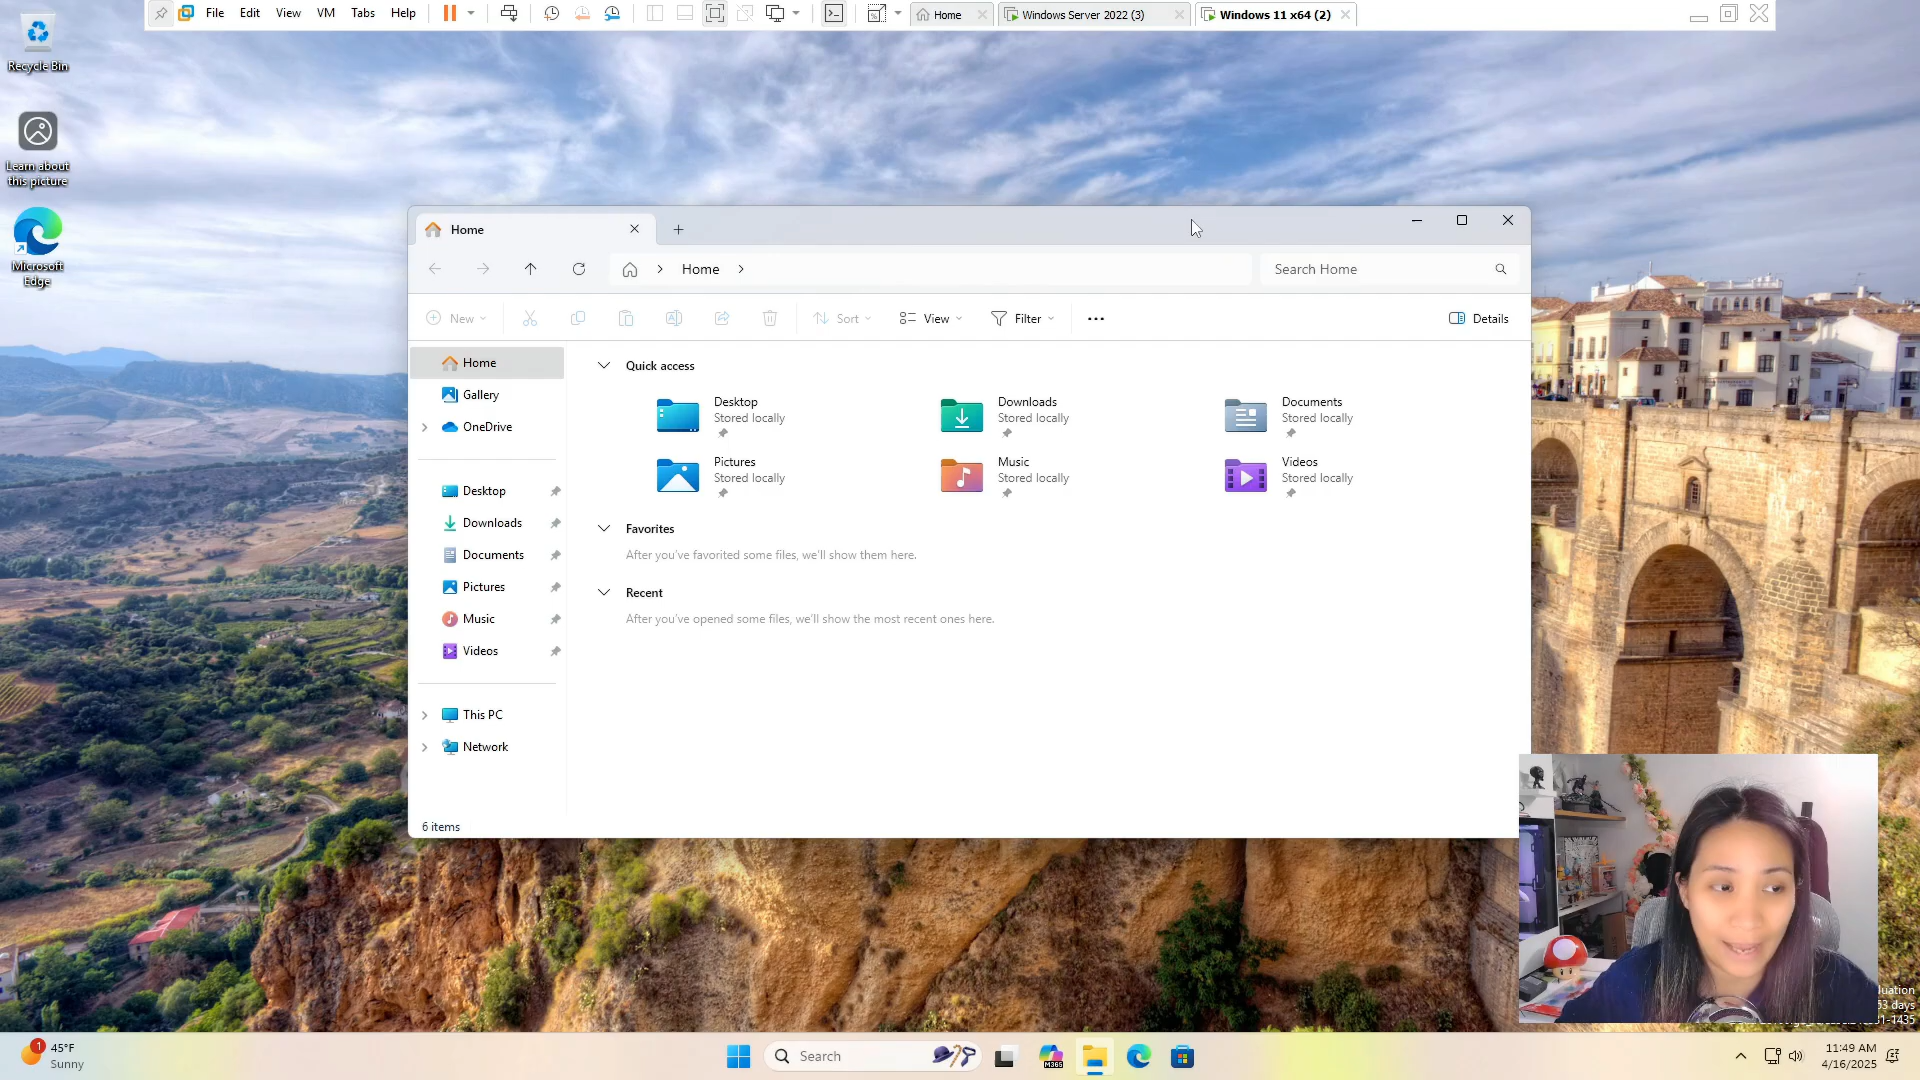 File Edit View VM Tabs Help
Home
Windows Server 2022 (3)
Windows 11 x64 (2)
Recycle Bin
Learn about
this picture
Microsoft
Edge
Home
Home
Search Home
New
Sort
View
Filter
Details
Home
Gallery
OneDrive
Desktop
Downloads
Documents
Pictures
Music
Videos
This PC
Network
Quick access
Desktop
Stored locally
Downloads
Stored locally
Documents
Stored locally
Pictures
Stored locally
Music
Stored locally
Videos
Stored locally
Favorites
After you've favorited some files, we'll show them here.
Recent
After you've opened some files, we'll show the most recent ones here.
6 items
1
45°F
Sunny
Search
M365
11:49 AM
4/16/2025